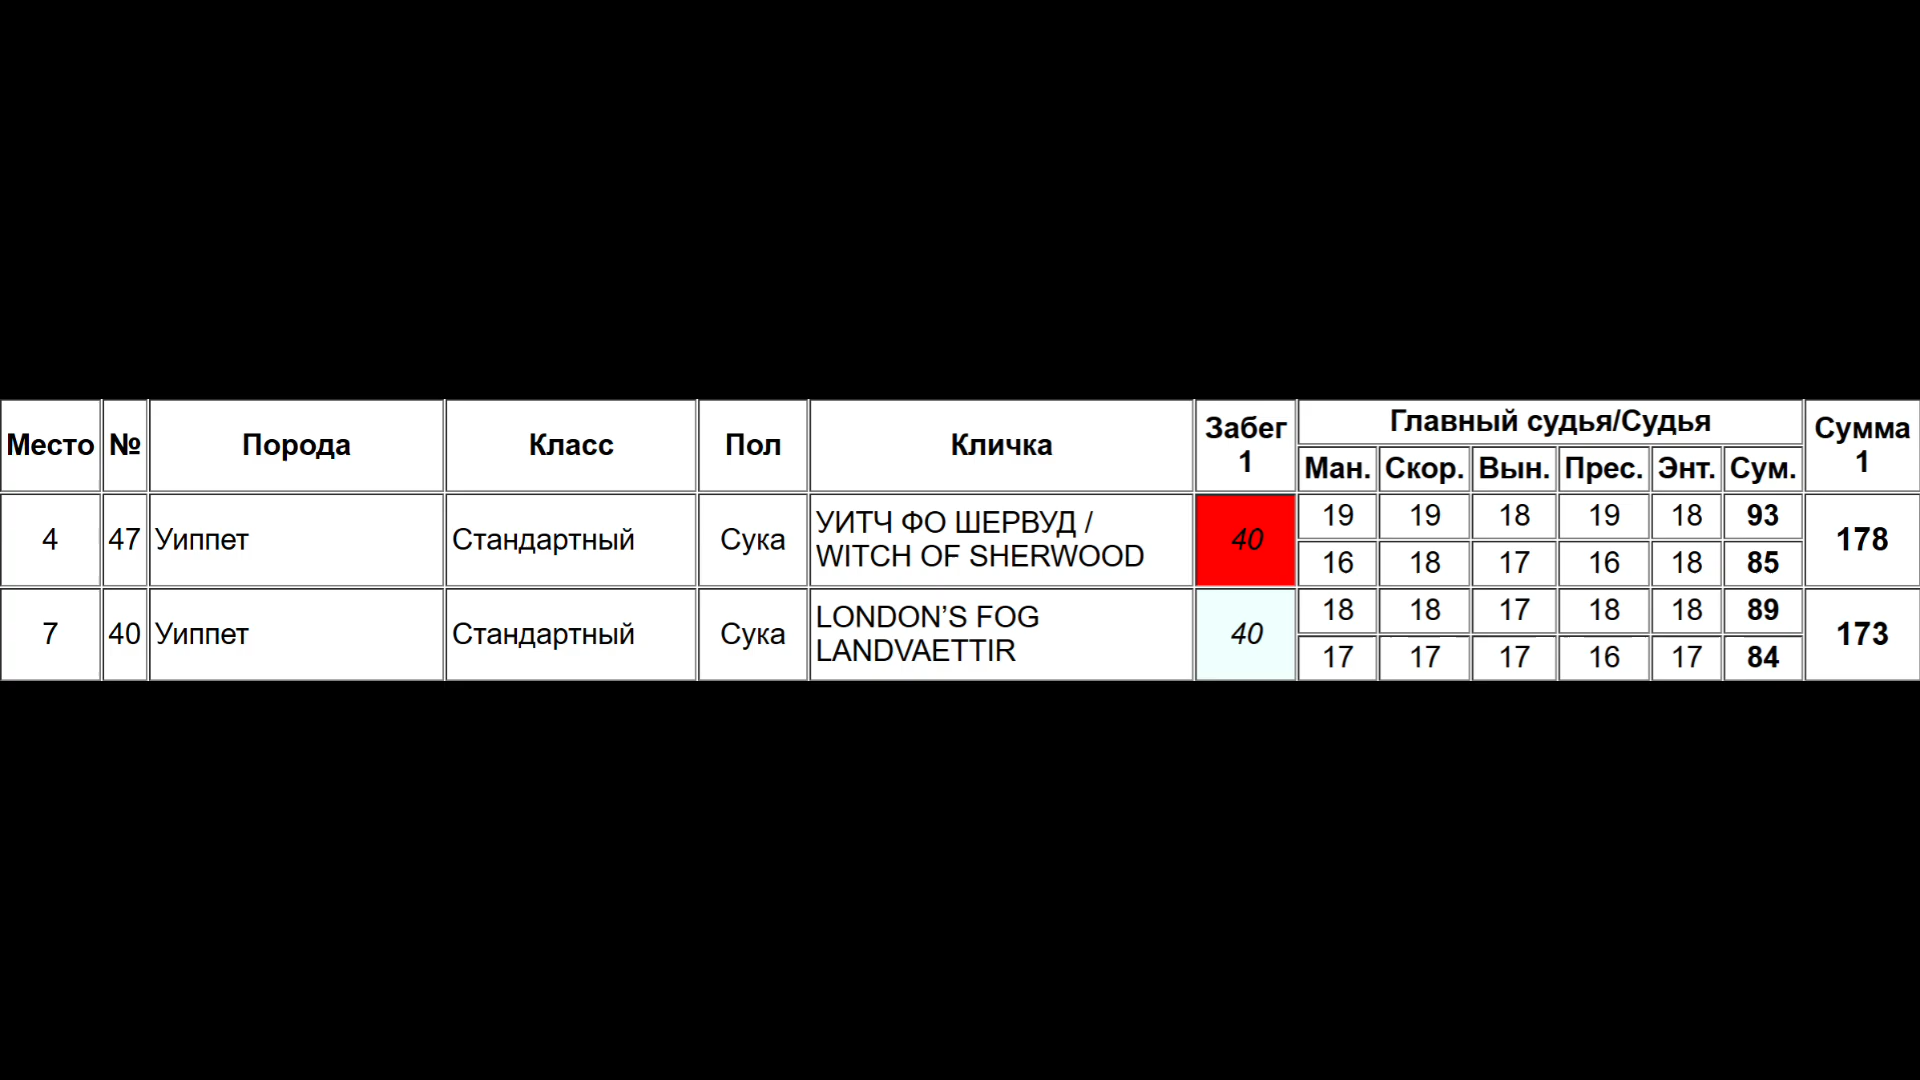 Место № Порода Класс Пол Кличка Забег 1 Главный судья/Судья Сумма 1
Ман. Скор. Вын. Прес. Энт. Сум.
4 47 Уиппет Стандартный Сука УИТЧ ФО ШЕРВУД / WITCH OF SHERWOOD 40 19 19 18 19 18 93 178
16 18 17 16 18 85
7 40 Уиппет Стандартный Сука LONDON’S FOG LANDVAETTIR 40 18 18 17 18 18 89 173
17 17 17 16 17 84